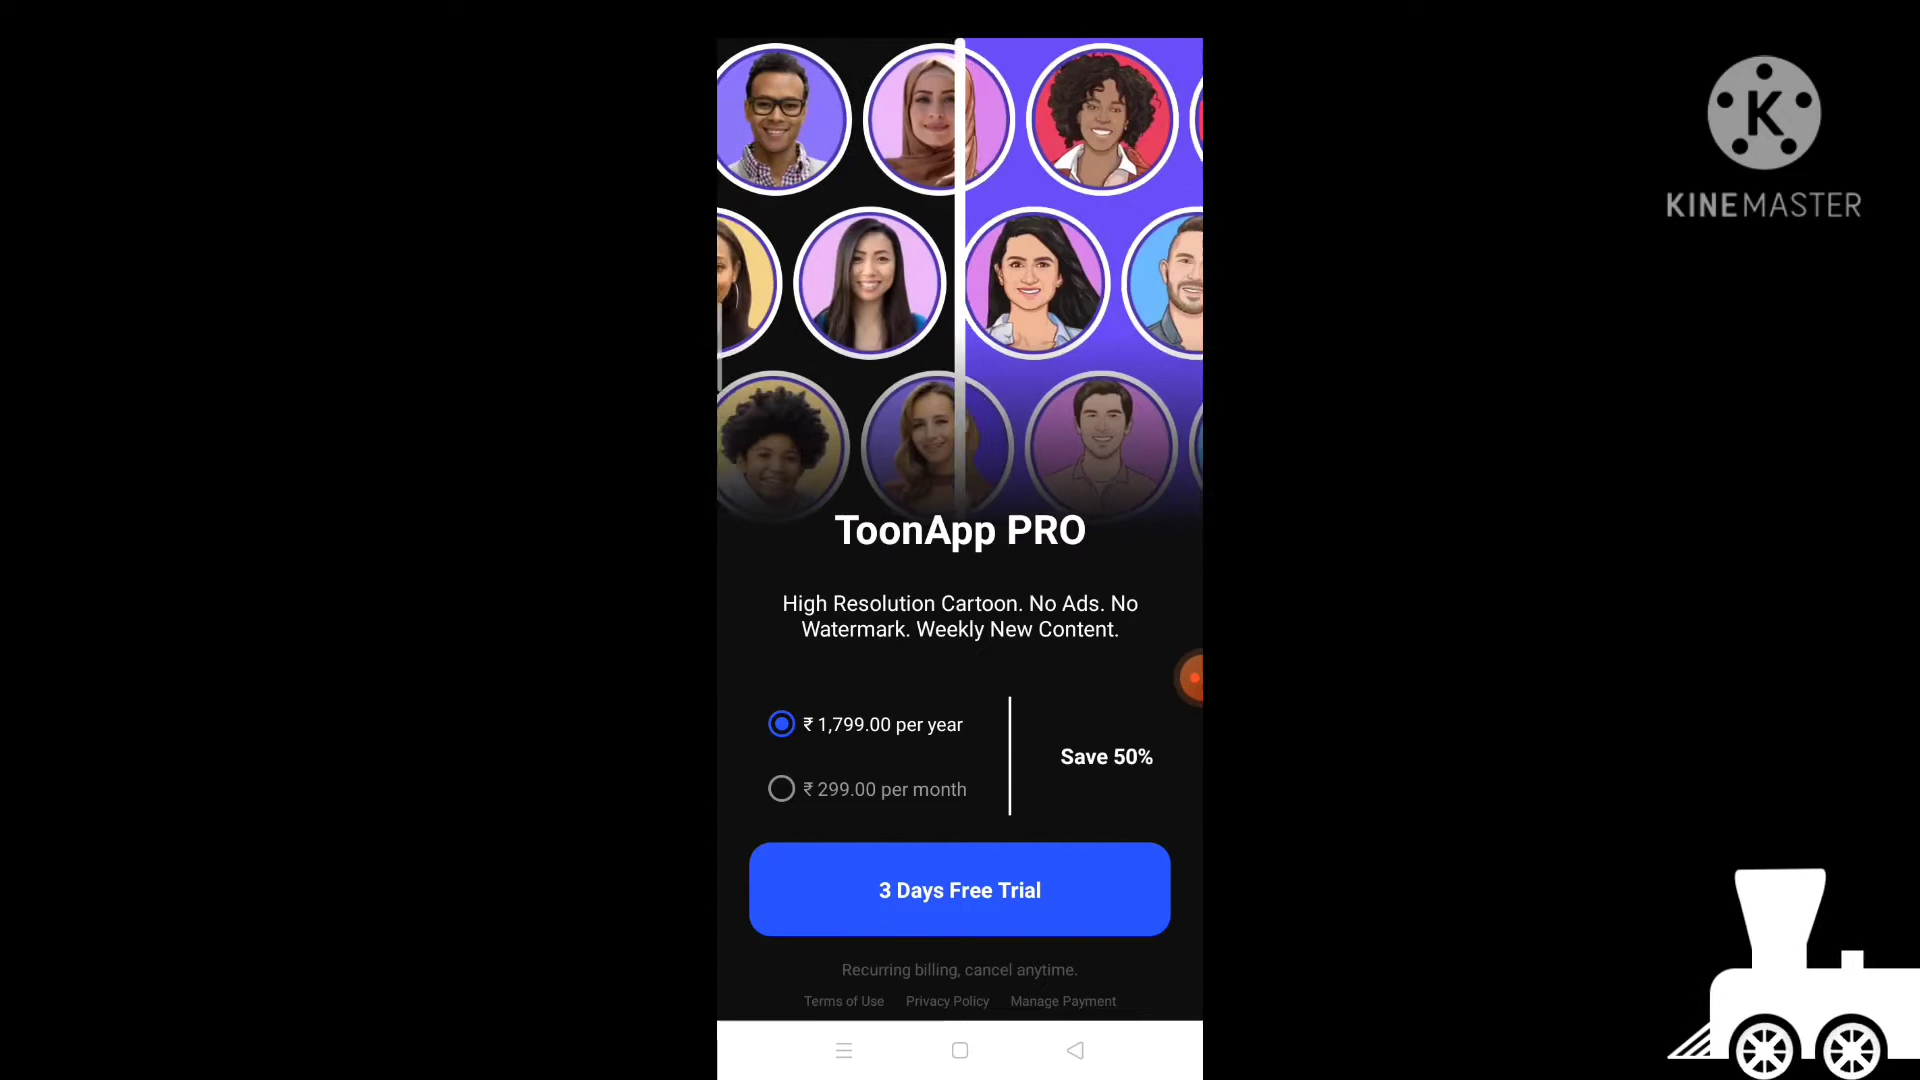 K
KINEMASTER
ToonApp PRO
High Resolution Cartoon. No Ads. No
Watermark. Weekly New Content.
₹ 1,799.00 per year
Save 50%
₹ 299.00 per month
3 Days Free Trial
Recurring billing, cancel anytime.
Terms of Use Privacy Policy Manage Payment